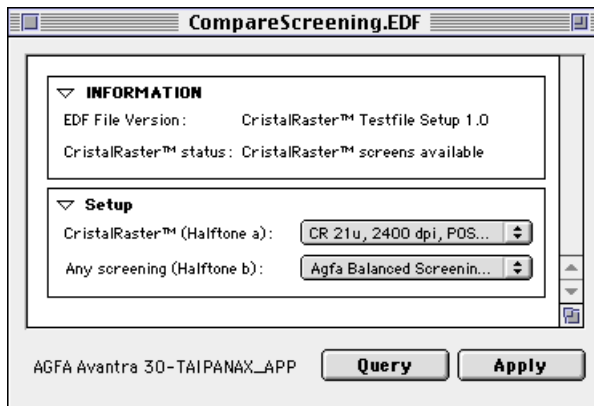 CompareScreening.EDF
INFORMATION
EDF File Version: CristalRaster™ Testfile Setup 1.0
CristalRaster™ status: CristalRaster™ screens available
Setup
CristalRaster™ (Halftone a): CR 21u, 2400 dpi, POS...
Any screening (Halftone b): Agfa Balanced Screenin...
AGFA Avantra 30-TAIPANAX_APP Query Apply